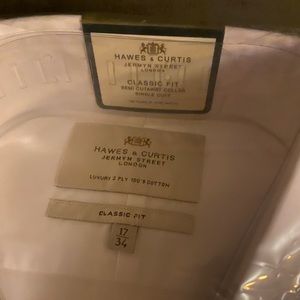 HAWES & CURTIS
JERMYN STREET
LONDON
CLASSIC FIT
SEMI CUTAWAY COLLAR
SINGLE CUFF
HAWES & CURTIS
JERMYN STREET
LONDON
LUXURY 2 PLY 100% COTTON
CLASSIC FIT
17
34